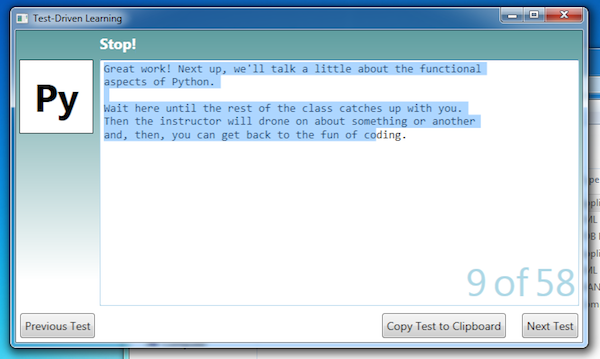 Test-Driven Learning
Stop!
Py
Great work! Next up, we'll talk a little about the functional
aspects of Python.
Wait here until the rest of the class catches up with you.
Then the instructor will drone on about something or another
and, then, you can get back to the fun of coding.
9 of 58
Previous Test
Copy Test to Clipboard
Next Test